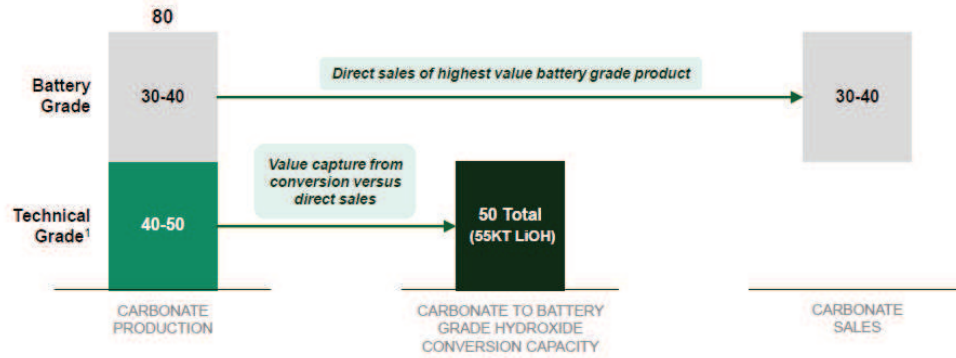 80
Battery
Grade
30-40
Direct sales of highest value battery grade product
30-40
Value capture from
conversion versus
direct sales
Technical
Grade¹
40-50
50 Total
(55KT LiOH)
CARBONATE
PRODUCTION
CARBONATE TO BATTERY
GRADE HYDROXIDE
CONVERSION CAPACITY
CARBONATE
SALES